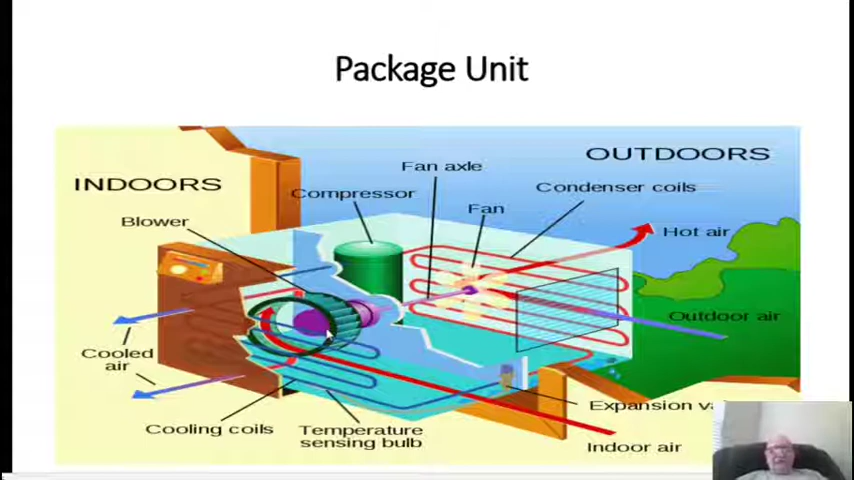 Package Unit
OUTDOORS
INDOORS
Fan axle
Compressor
Condenser coils
Fan
Blower
Hot air
Outdoor air
Cooled
air
Expansion
Cooling coils
Temperature
sensing bulb
Indoor air